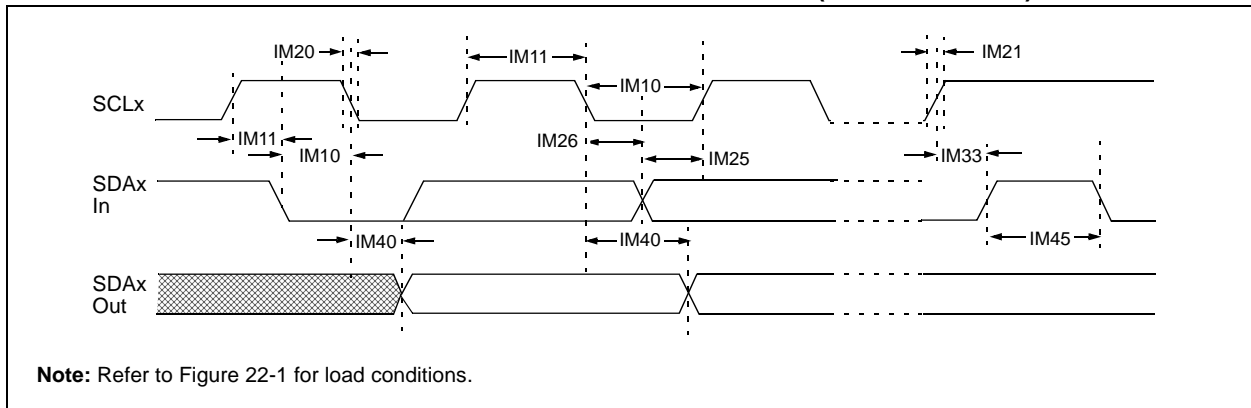 IM20
IM11
IM21
IM10
SCLx
IM11
IM26
IM10
IM25
IM33
SDAx
In
IM40
IM40
IM45
SDAx
Out
Note: Refer to Figure 22-1 for load conditions.